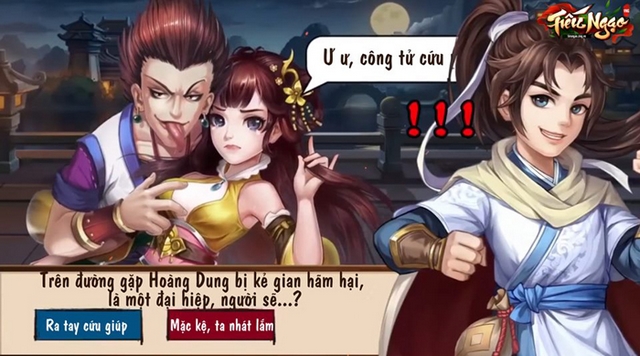 Tiếu Ngạo
Ư ư, công tử cứu
!!!
Trên đường gặp Hoàng Dung bị kẻ gian hãm hại,
là một đại hiệp, người sẽ...?
Ra tay cứu giúp
Mặc kệ, ta nhát lắm